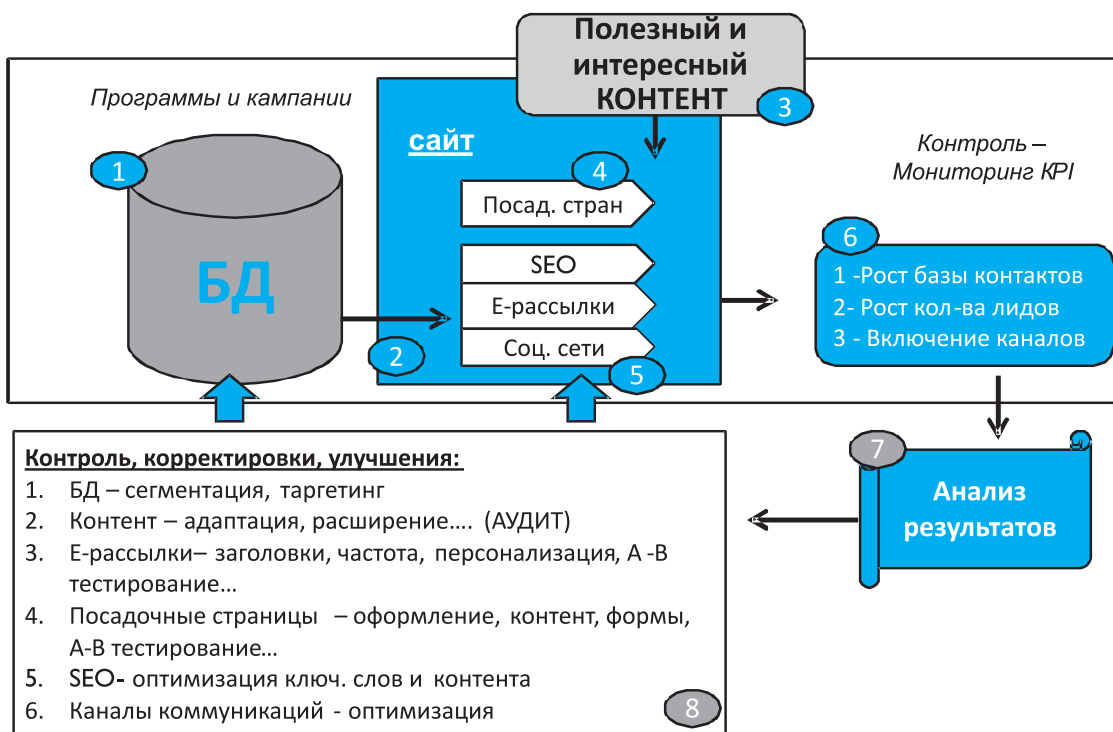 Полезный и
интересный
КОНТЕНТ
3
Программы и кампании
1
БД
2
сайт
4
Посад. стран
SEO
Е-рассылки
Соц. сети
5
Контроль –
Мониторинг KPI
6
1 -Рост базы контактов
2- Рост кол-ва лидов
3 - Включение каналов
7
Анализ
результатов
Контроль, корректировки, улучшения:
1. БД – сегментация, таргетинг
2. Контент – адаптация, расширение…. (АУДИТ)
3. Е-рассылки– заголовки, частота, персонализация, А -В
тестирование…
4. Посадочные страницы – оформление, контент, формы,
А-В тестирование…
5. SEO- оптимизация ключ. слов и контента
6. Каналы коммуникаций - оптимизация
8